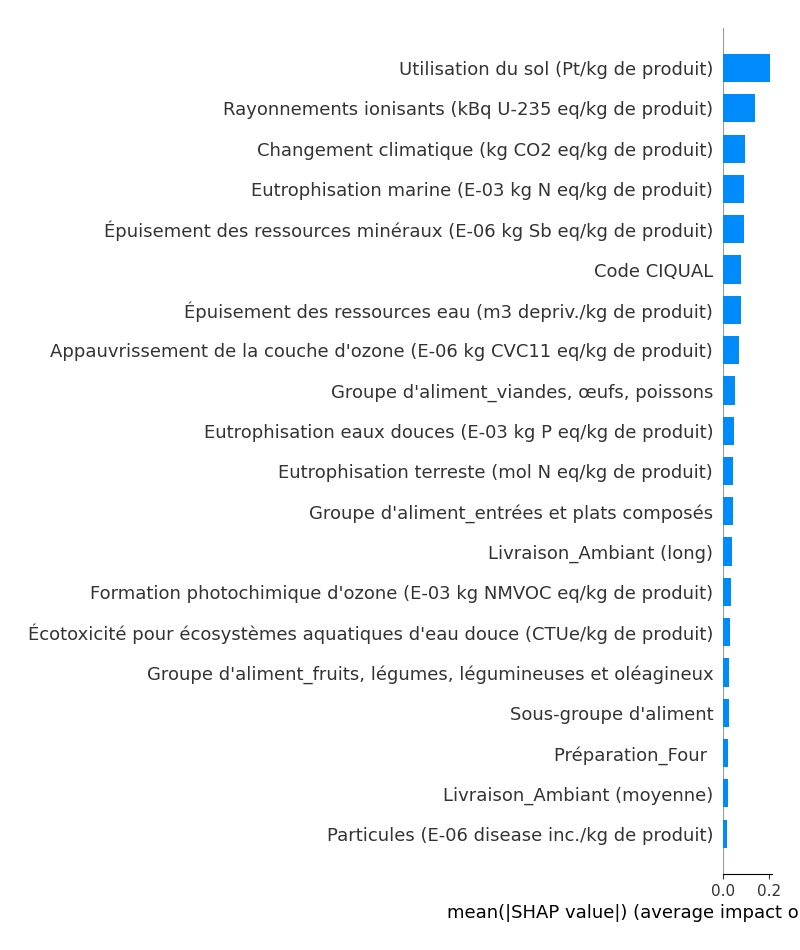 Utilisation du sol (Pt/kg de produit)
Rayonnements ionisants (kBq U-235 eq/kg de produit)
Changement climatique (kg CO2 eq/kg de produit)
Eutrophisation marine (E-03 kg N eq/kg de produit)
Épuisement des ressources minéraux (E-06 kg Sb eq/kg de produit)
Code CIQUAL
Épuisement des ressources eau (m3 depriv./kg de produit)
Appauvrissement de la couche d'ozone (E-06 kg CVC11 eq/kg de produit)
Groupe d'aliment_viandes, œufs, poissons
Eutrophisation eaux douces (E-03 kg P eq/kg de produit)
Eutrophisation terreste (mol N eq/kg de produit)
Groupe d'aliment_entrées et plats composés
Livraison_Ambiant (long)
Formation photochimique d'ozone (E-03 kg NMVOC eq/kg de produit)
Écotoxicité pour écosystèmes aquatiques d'eau douce (CTUe/kg de produit)
Groupe d'aliment_fruits, légumes, légumineuses et oléagineux
Sous-groupe d'aliment
Préparation_Four
Livraison_Ambiant (moyenne)
Particules (E-06 disease inc./kg de produit)
0.0 0.2
mean(|SHAP value|) (average impact o